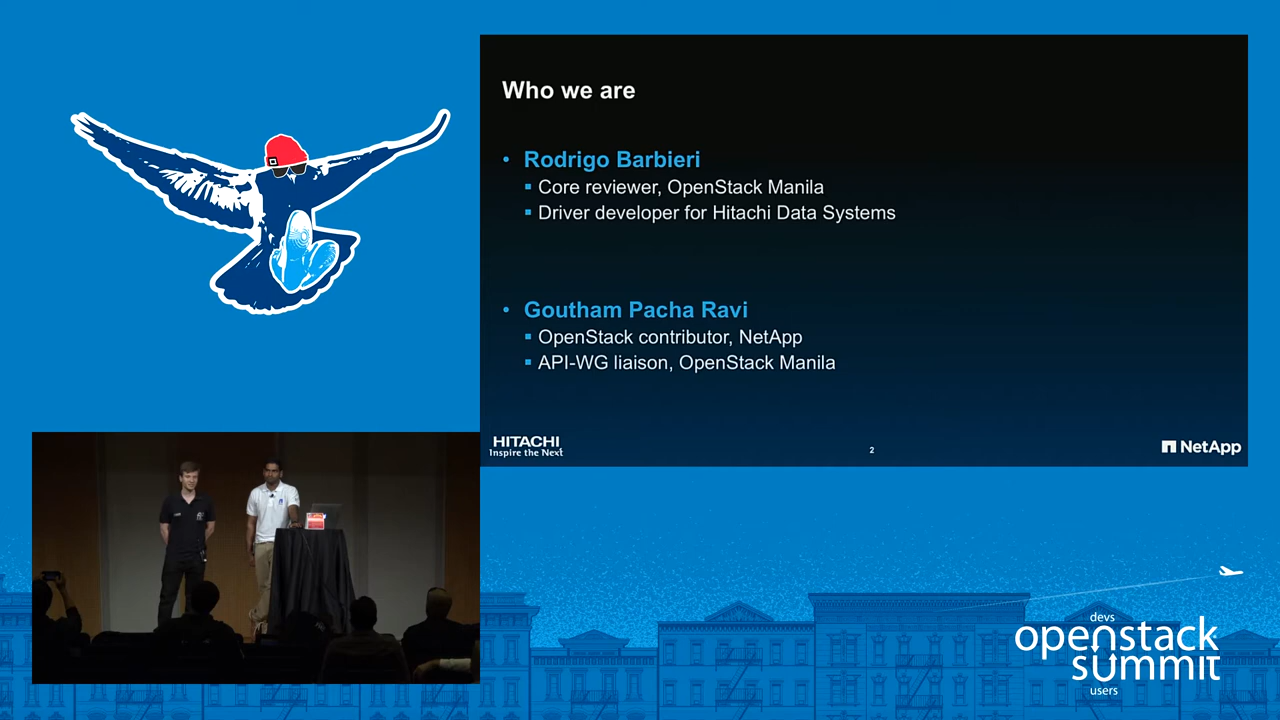 Who we are
• Rodrigo Barbieri
▪ Core reviewer, OpenStack Manila
▪ Driver developer for Hitachi Data Systems
• Goutham Pacha Ravi
▪ OpenStack contributor, NetApp
▪ API-WG liaison, OpenStack Manila
HITACHI
Inspire the Next
2
NetApp
devs
openstack
summit
users